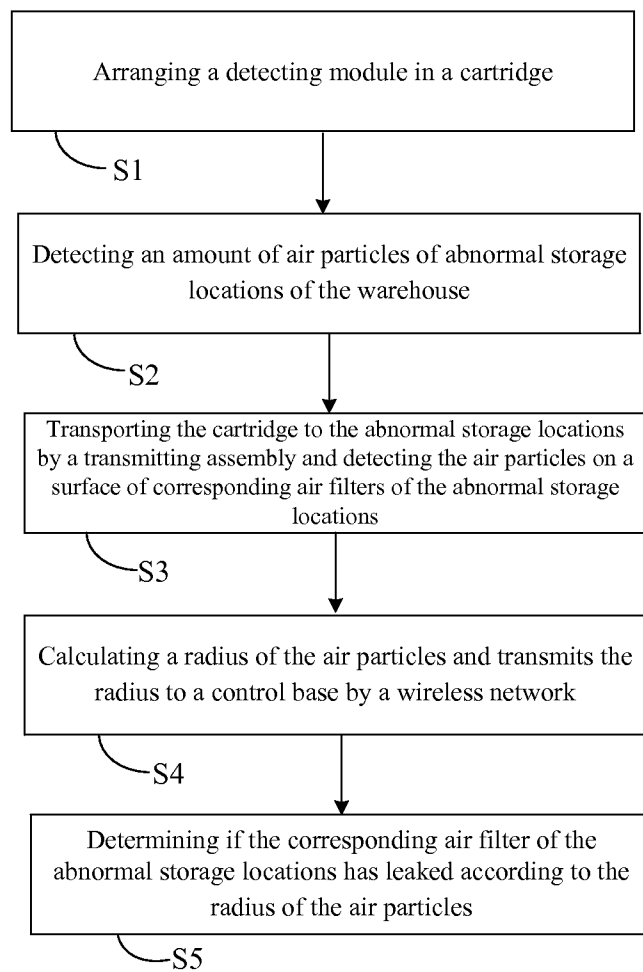 Arranging a detecting module in a cartridge
S1
Detecting an amount of air particles of abnormal storage
locations of the warehouse
S2
Transporting the cartridge to the abnormal storage locations
by a transmitting assembly and detecting the air particles on a
surface of corresponding air filters of the abnormal storage
locations
S3
Calculating a radius of the air particles and transmits the
radius to a control base by a wireless network
S4
Determining if the corresponding air filter of the
abnormal storage locations has leaked according to the
radius of the air particles
S5